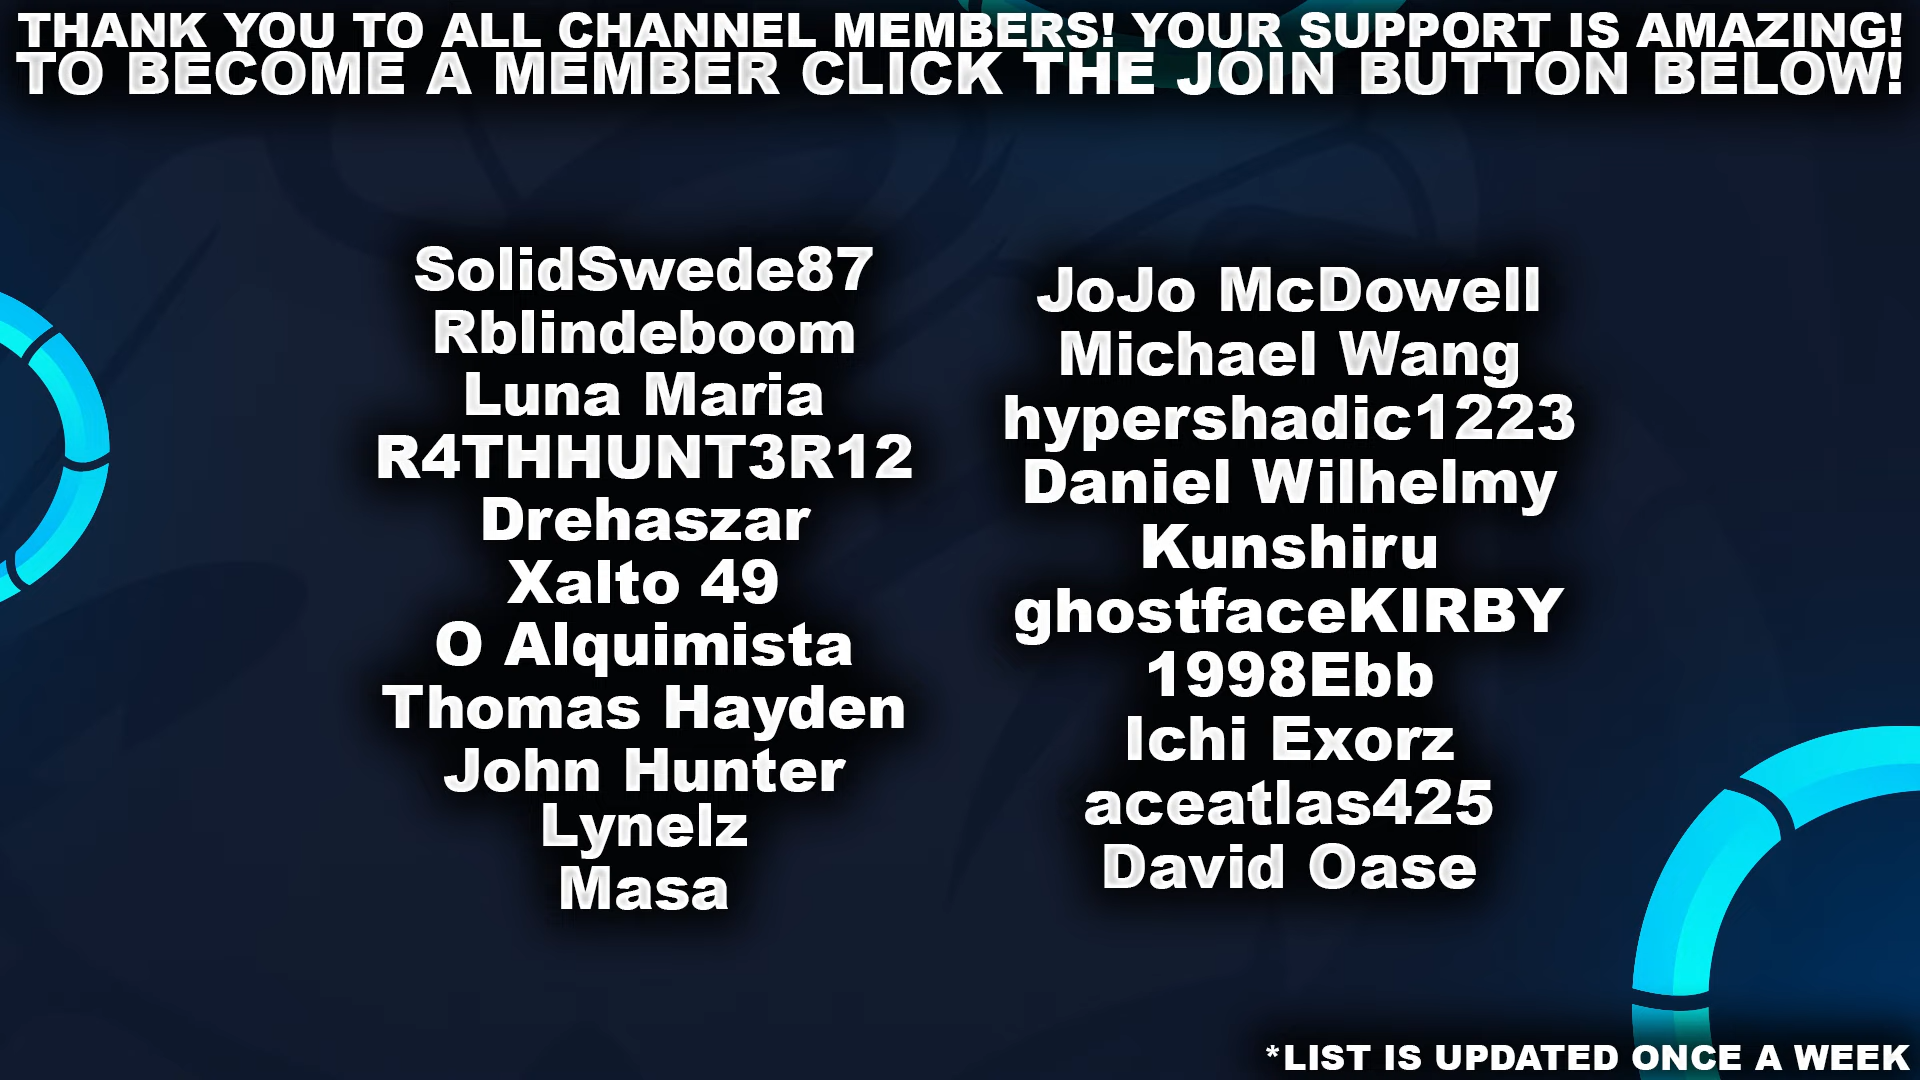 THANK YOU TO ALL CHANNEL MEMBERS! YOUR SUPPORT IS AMAZING!
TO BECOME A MEMBER CLICK THE JOIN BUTTON BELOW!
SolidSwede87
Rblindeboom
Luna Maria
R4THHUNT3R12
Drehaszar
Xalto 49
O Alquimista
Thomas Hayden
John Hunter
Lynelz
Masa
JoJo McDowell
Michael Wang
hypershadic1223
Daniel Wilhelmy
Kunshiru
ghostfaceKIRBY
1998Ebb
Ichi Exorz
aceatlas425
David Oase
*LIST IS UPDATED ONCE A WEEK